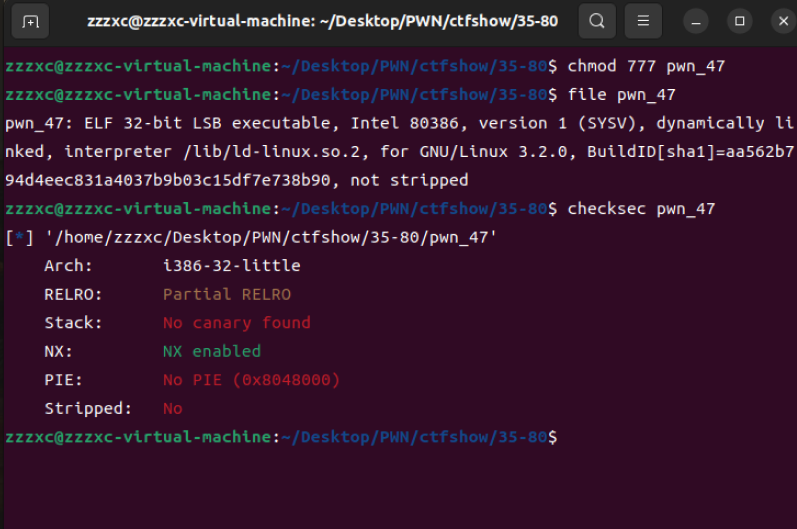 zzzxc@zzzxc-virtual-machine: ~/Desktop/PWN/ctfshow/35-80
zzzxc@zzzxc-virtual-machine:~/Desktop/PWN/ctfshow/35-80$ chmod 777 pwn_47
zzzxc@zzzxc-virtual-machine:~/Desktop/PWN/ctfshow/35-80$ file pwn_47
pwn_47: ELF 32-bit LSB executable, Intel 80386, version 1 (SYSV), dynamically li
nked, interpreter /lib/ld-linux.so.2, for GNU/Linux 3.2.0, BuildID[sha1]=aa562b7
94d4eec831a4037b9b03c15df7e738b90, not stripped
zzzxc@zzzxc-virtual-machine:~/Desktop/PWN/ctfshow/35-80$ checksec pwn_47
[*] '/home/zzzxc/Desktop/PWN/ctfshow/35-80/pwn_47'
    Arch:       i386-32-little
    RELRO:      Partial RELRO
    Stack:      No canary found
    NX:         NX enabled
    PIE:        No PIE (0x8048000)
    Stripped:   No
zzzxc@zzzxc-virtual-machine:~/Desktop/PWN/ctfshow/35-80$